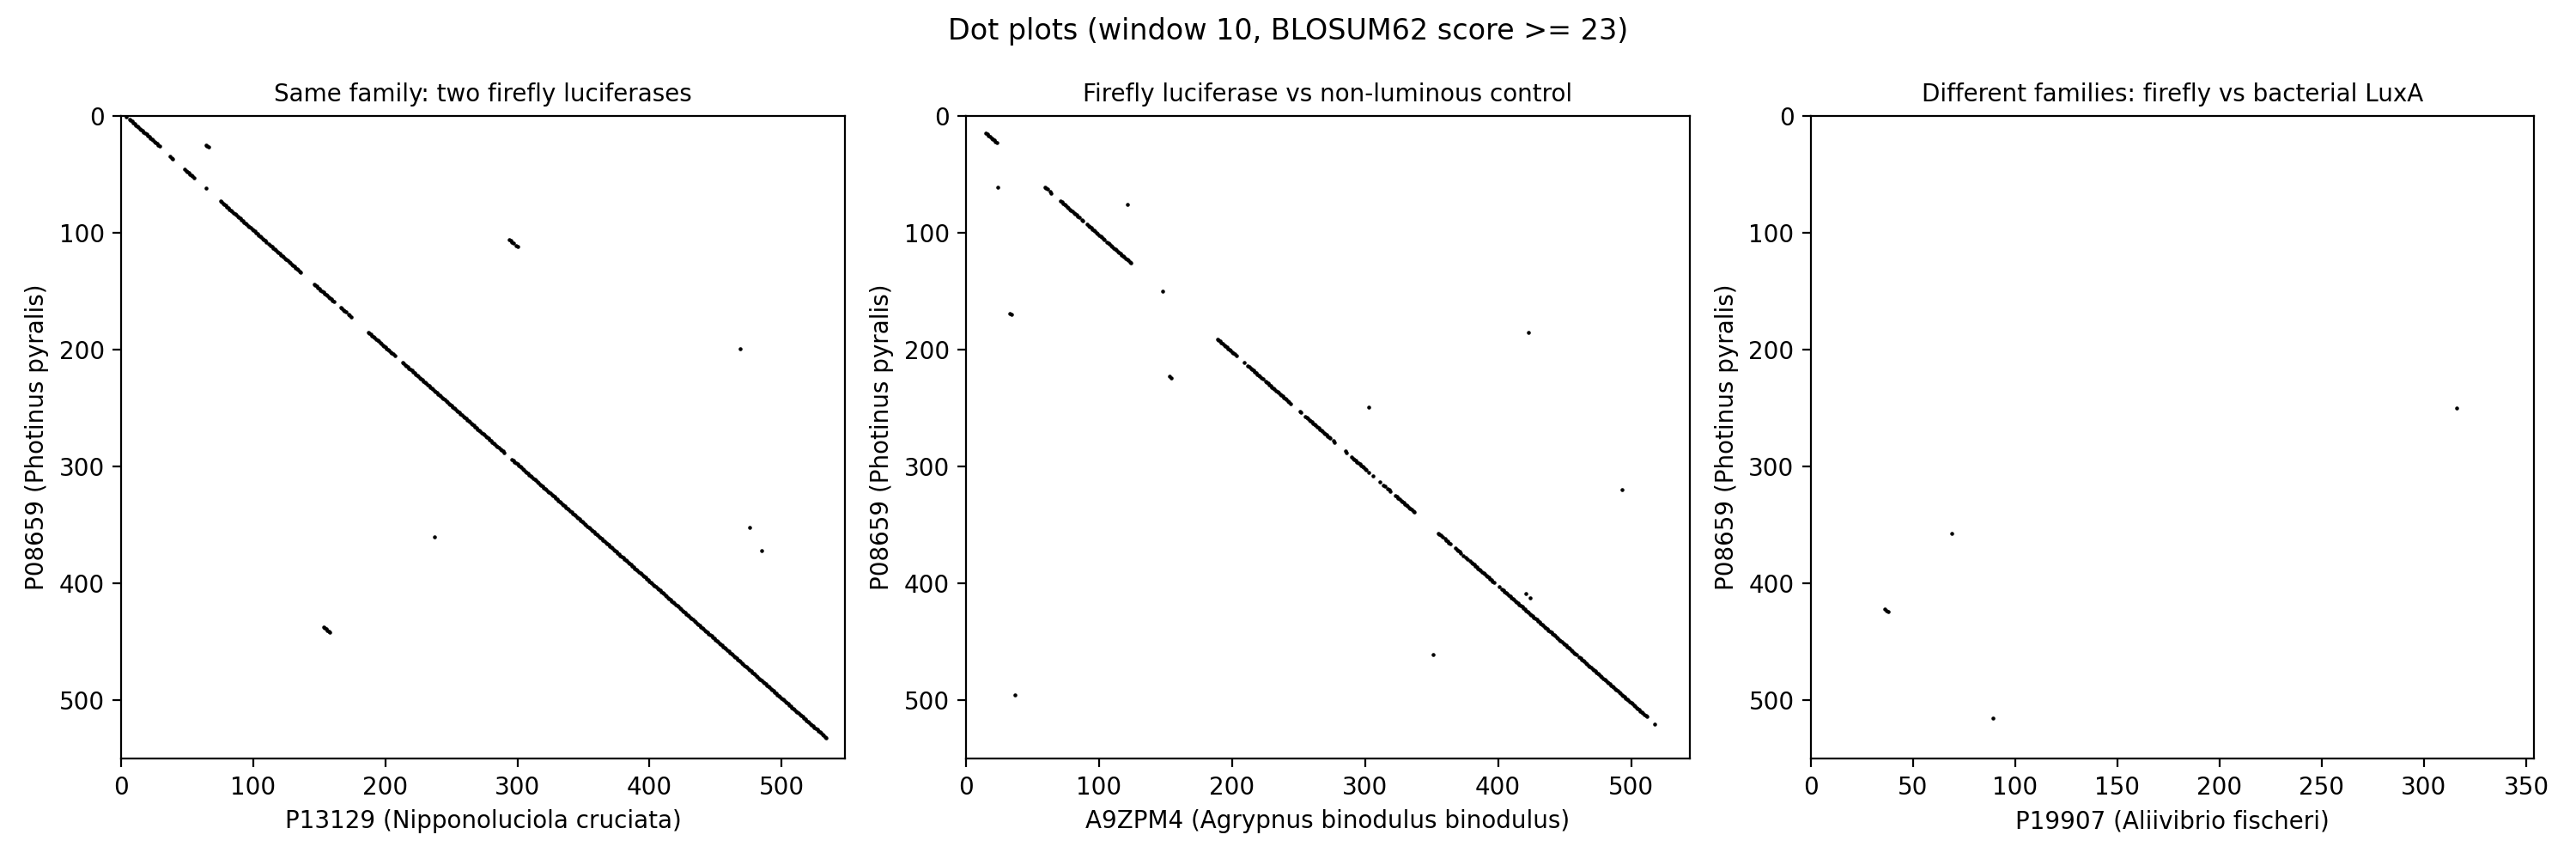 Dot plots (window 10, BLOSUM62 score >= 23)
Same family: two firefly luciferases
0
100
200
300
400
500
P08659 (Photinus pyralis)
0 100 200 300 400 500
P13129 (Nipponoluciola cruciata)
Firefly luciferase vs non-luminous control
0
100
200
300
400
500
P08659 (Photinus pyralis)
0 100 200 300 400 500
A9ZPM4 (Agrypnus binodulus binodulus)
Different families: firefly vs bacterial LuxA
0
100
200
300
400
500
P08659 (Photinus pyralis)
0 50 100 150 200 250 300 350
P19907 (Aliivibrio fischeri)